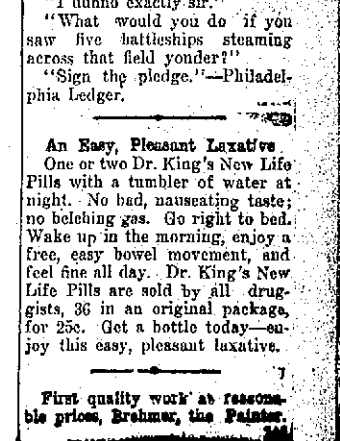 "I dunno exactly sir."
"What would you do if you
saw five battleships steaming
across that field yonder?"
"Sign the pledge."—Philadel-
phia Ledger.
An Easy, Pleasant Laxative
One or two Dr. King's New Life
Pills with a tumbler of water at
night. No bad, nauseating taste;
no belching gas. Go right to bed.
Wake up in the morning, enjoy a
free, easy bowel movement, and
feel fine all day. Dr. King's New
Life Pills are sold by all drug-
gists, 36 in an original package,
for 25c. Get a bottle today—en-
joy this easy, pleasant laxative.
First quality work at reasona-
ble prices, Brehmer, the Painter.